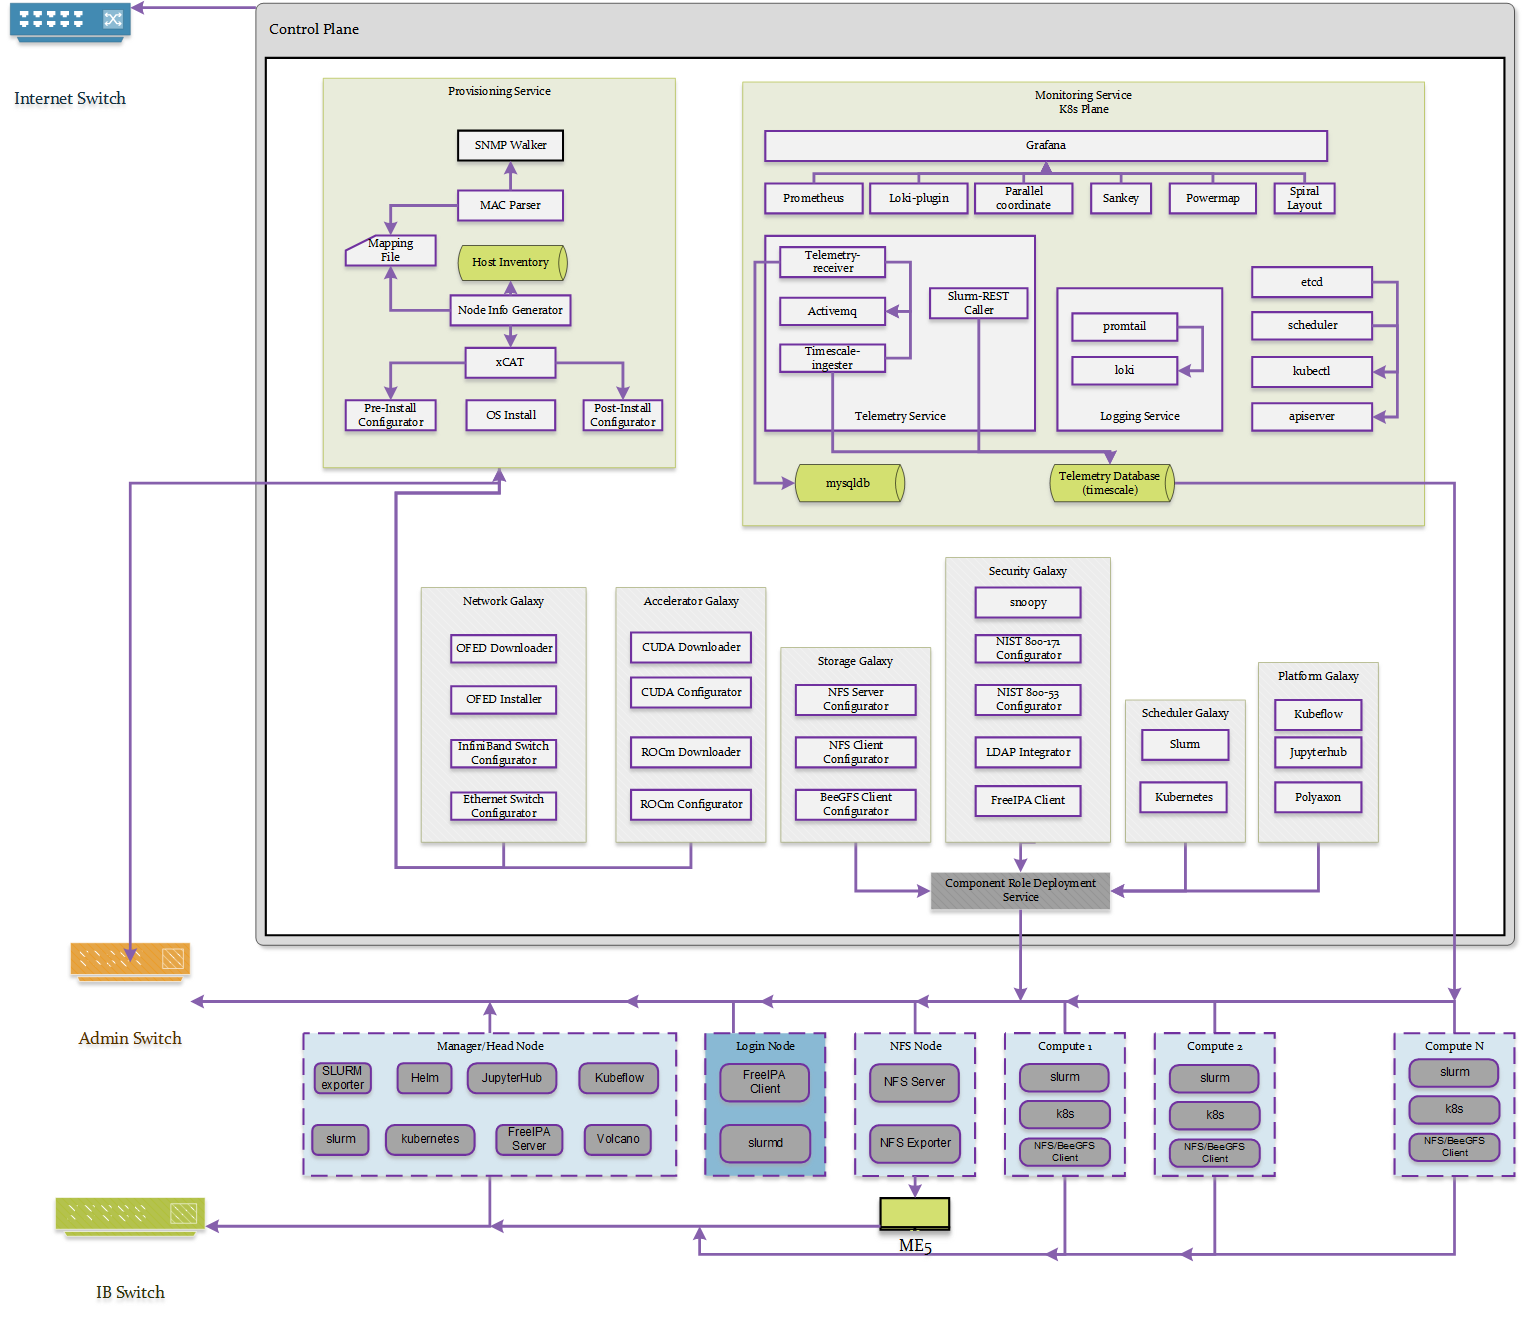 Control Plane
Internet Switch
Provisioning Service
SNMP Walker
MAC Parser
Mapping
File
Host Inventory
Node Info Generator
xCAT
Pre-Install
Configurator
OS Install
Post-Install
Configurator
Monitoring Service
K8s Plane
Grafana
Prometheus
Loki-plugin
Parallel
coordinate
Sankey
Powermap
Spiral
Layout
Telemetry-
receiver
Activemq
Timescale-
ingester
Slurm-REST
Caller
Telemetry Service
promtail
loki
Logging Service
etcd
scheduler
kubectl
apiserver
mysqldb
Telemetry Database
(timescale)
Network Galaxy
OFED Downloader
OFED Installer
InfiniBand Switch
Configurator
Ethernet Switch
Configurator
Accelerator Galaxy
CUDA Downloader
CUDA Configurator
ROCm Downloader
ROCm Configurator
Storage Galaxy
NFS Server
Configurator
NFS Client
Configurator
BeeGFS Client
Configurator
Security Galaxy
snoopy
NIST 800-171
Configurator
NIST 800-53
Configurator
LDAP Integrator
FreeIPA Client
Scheduler Galaxy
Slurm
Kubernetes
Platform Galaxy
Kubeflow
Jupyterhub
Polyaxon
Component Role Deployment
Service
Admin Switch
Manager/Head Node
SLURM
exporter
Helm
JupyterHub
Kubeflow
slurm
kubernetes
FreeIPA
Server
Volcano
Login Node
FreeIPA
Client
slurmd
NFS Node
NFS Server
NFS Exporter
Compute 1
slurm
k8s
NFS/BeeGFS
Client
Compute 2
slurm
k8s
NFS/BeeGFS
Client
Compute N
slurm
k8s
NFS/BeeGFS
Client
ME5
IB Switch